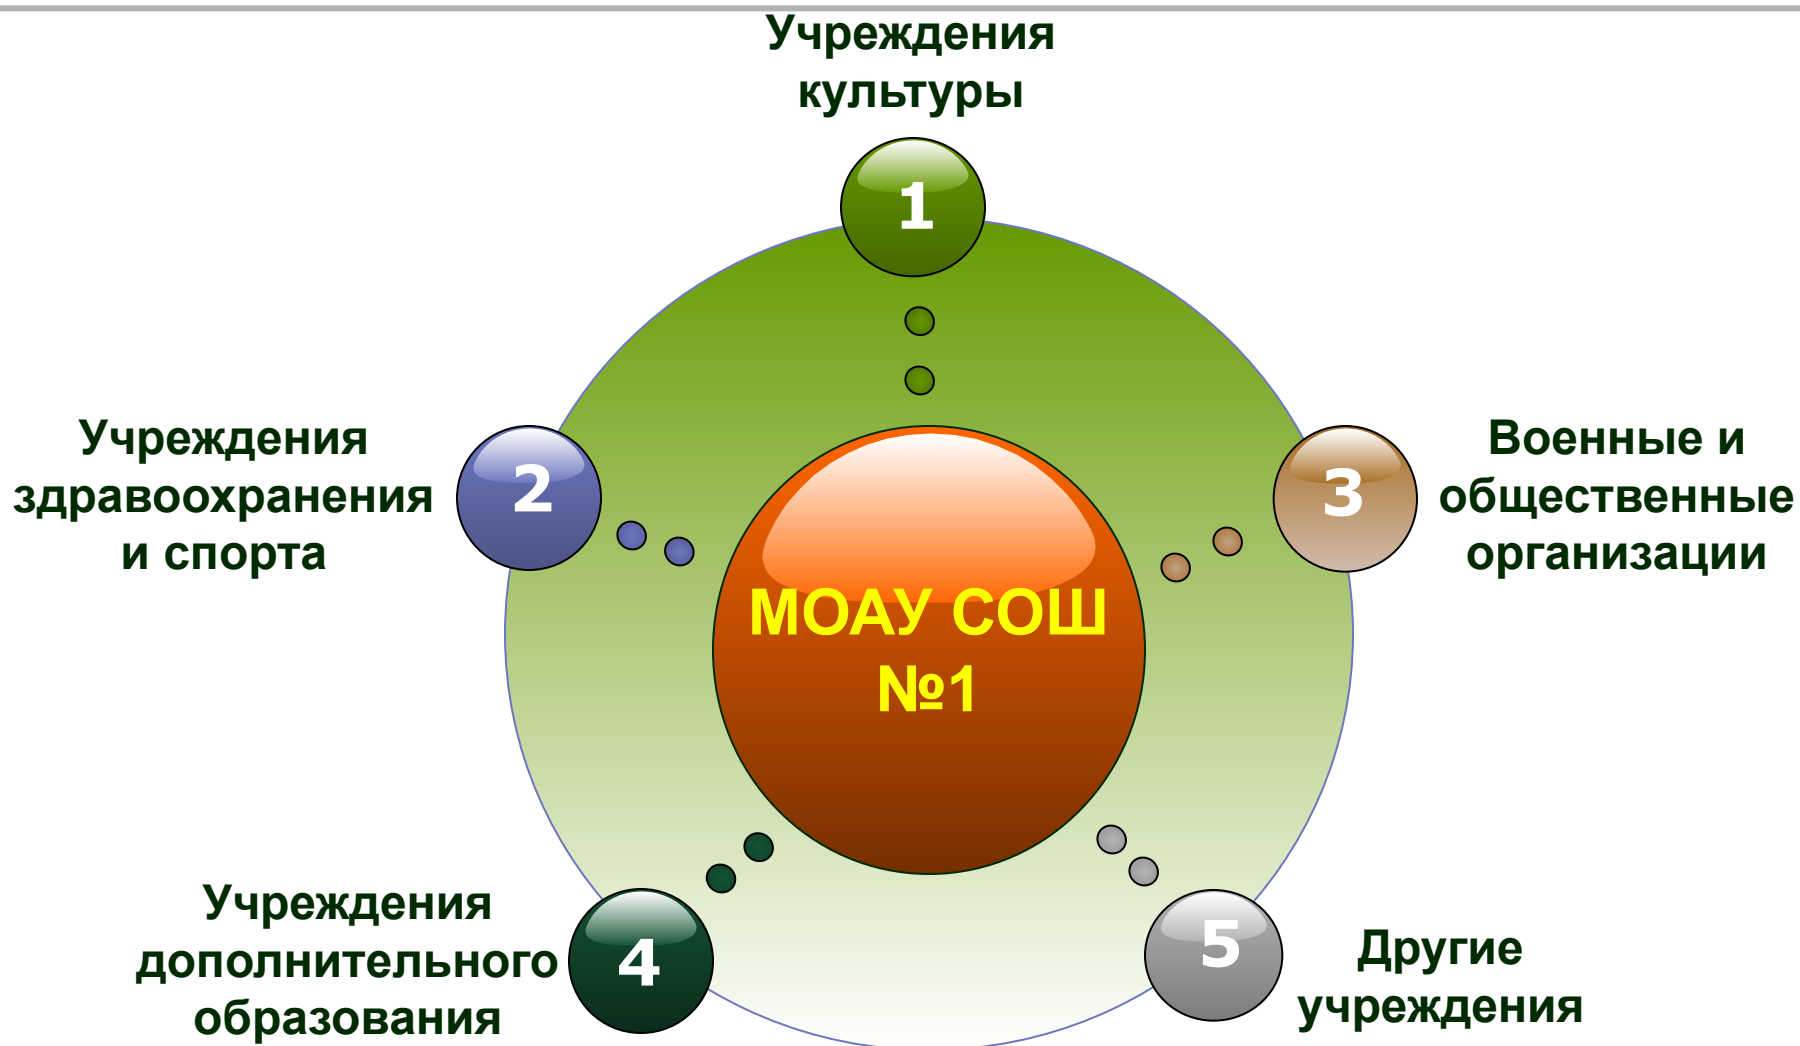 Учреждения
культуры
1
Учреждения
здравоохранения
и спорта
2
3
Военные и
общественные
организации
МОАУ СОШ
№1
Учреждения
дополнительного
образования
4
5
Другие
учреждения